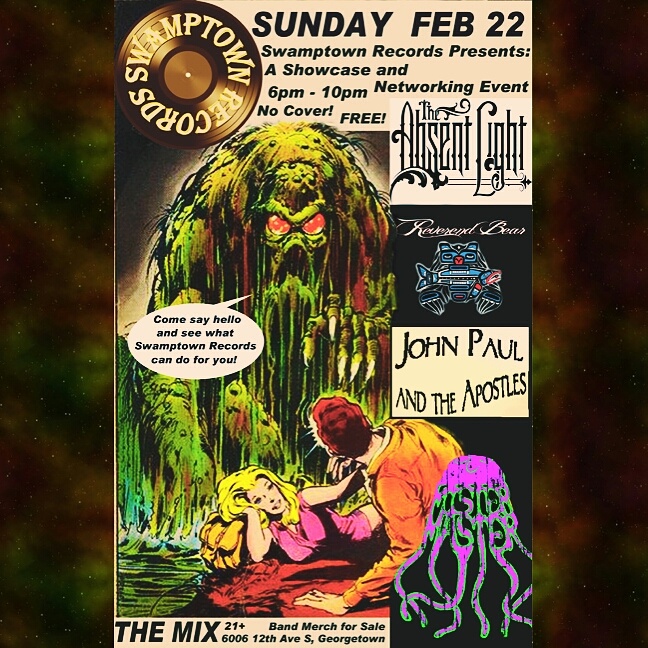 SWAMPTOWN RECORDS
SUNDAY FEB 22
Swamptown Records Presents:
A Showcase and
Networking Event
6pm - 10pm
No Cover!
FREE!
The
Absent Light
Reverend Bear
Come say hello
and see what
Swamptown Records
can do for you!
JOHN PAUL
AND THE APOSTLES
MISTER
MASTER
THE MIX
21+
Band Merch for Sale
6006 12th Ave S, Georgetown